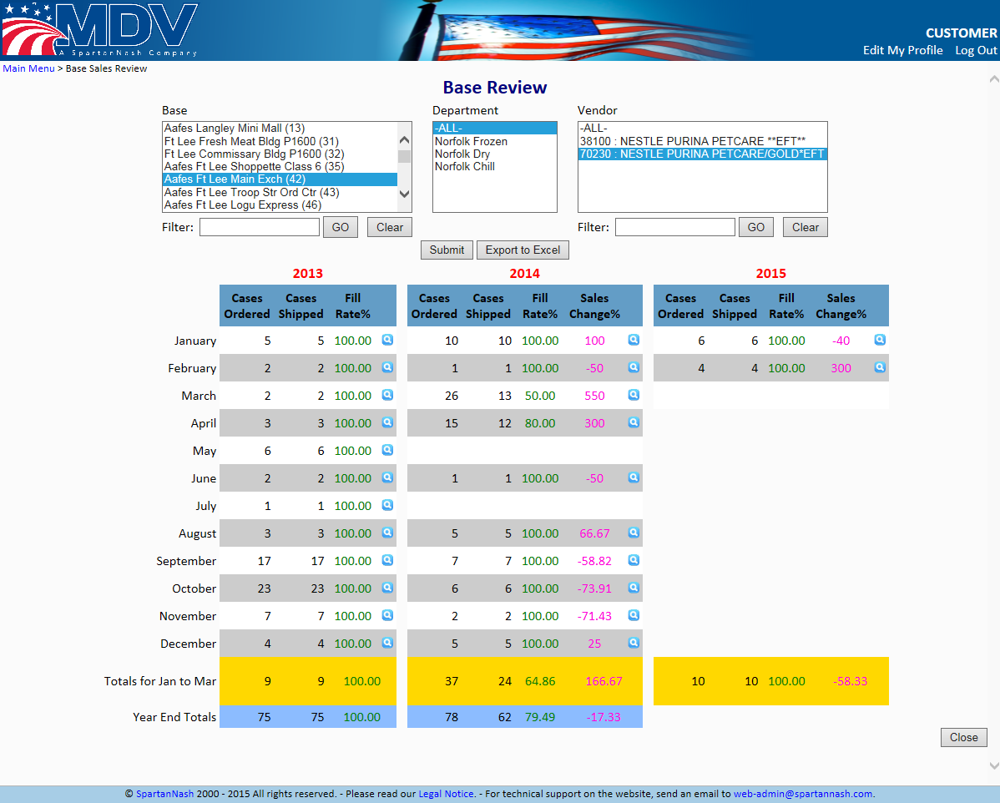 MDV
A SpartanNash Company
CUSTOMER
Edit My Profile Log Out
Main Menu > Base Sales Review
Base Review
Base Department Vendor
Aafes Langley Mini Mall (13) -ALL- -ALL-
Ft Lee Fresh Meat Bldg P1600 (31) Norfolk Frozen 38100 : NESTLE PURINA PETCARE **EFT**
Ft Lee Commissary Bldg P1600 (32) Norfolk Dry 70230 : NESTLE PURINA PETCARE/GOLD*EFT
Aafes Ft Lee Shoppette Class 6 (35) Norfolk Chill
Aafes Ft Lee Main Exch (42)
Aafes Ft Lee Troop Str Ord Ctr (43)
Aafes Ft Lee Logu Express (46)
Filter: GO Clear Filter: GO Clear
Submit Export to Excel
2013 2014 2015
Cases Cases Fill Cases Cases Fill Sales Cases Cases Fill Sales
Ordered Shipped Rate% Ordered Shipped Rate% Change% Ordered Shipped Rate% Change%
January 5 5 100.00 10 10 100.00 100 6 6 100.00 -40
February 2 2 100.00 1 1 100.00 -50 4 4 100.00 300
March 2 2 100.00 26 13 50.00 550
April 3 3 100.00 15 12 80.00 300
May 6 6 100.00
June 2 2 100.00 1 1 100.00 -50
July 1 1 100.00
August 3 3 100.00 5 5 100.00 66.67
September 17 17 100.00 7 7 100.00 -58.82
October 23 23 100.00 6 6 100.00 -73.91
November 7 7 100.00 2 2 100.00 -71.43
December 4 4 100.00 5 5 100.00 25
Totals for Jan to Mar 9 9 100.00 37 24 64.86 166.67 10 10 100.00 -58.33
Year End Totals 75 75 100.00 78 62 79.49 -17.33
Close
© SpartanNash 2000 - 2015 All rights reserved. - Please read our Legal Notice. - For technical support on the website, send an email to web-admin@spartannash.com.